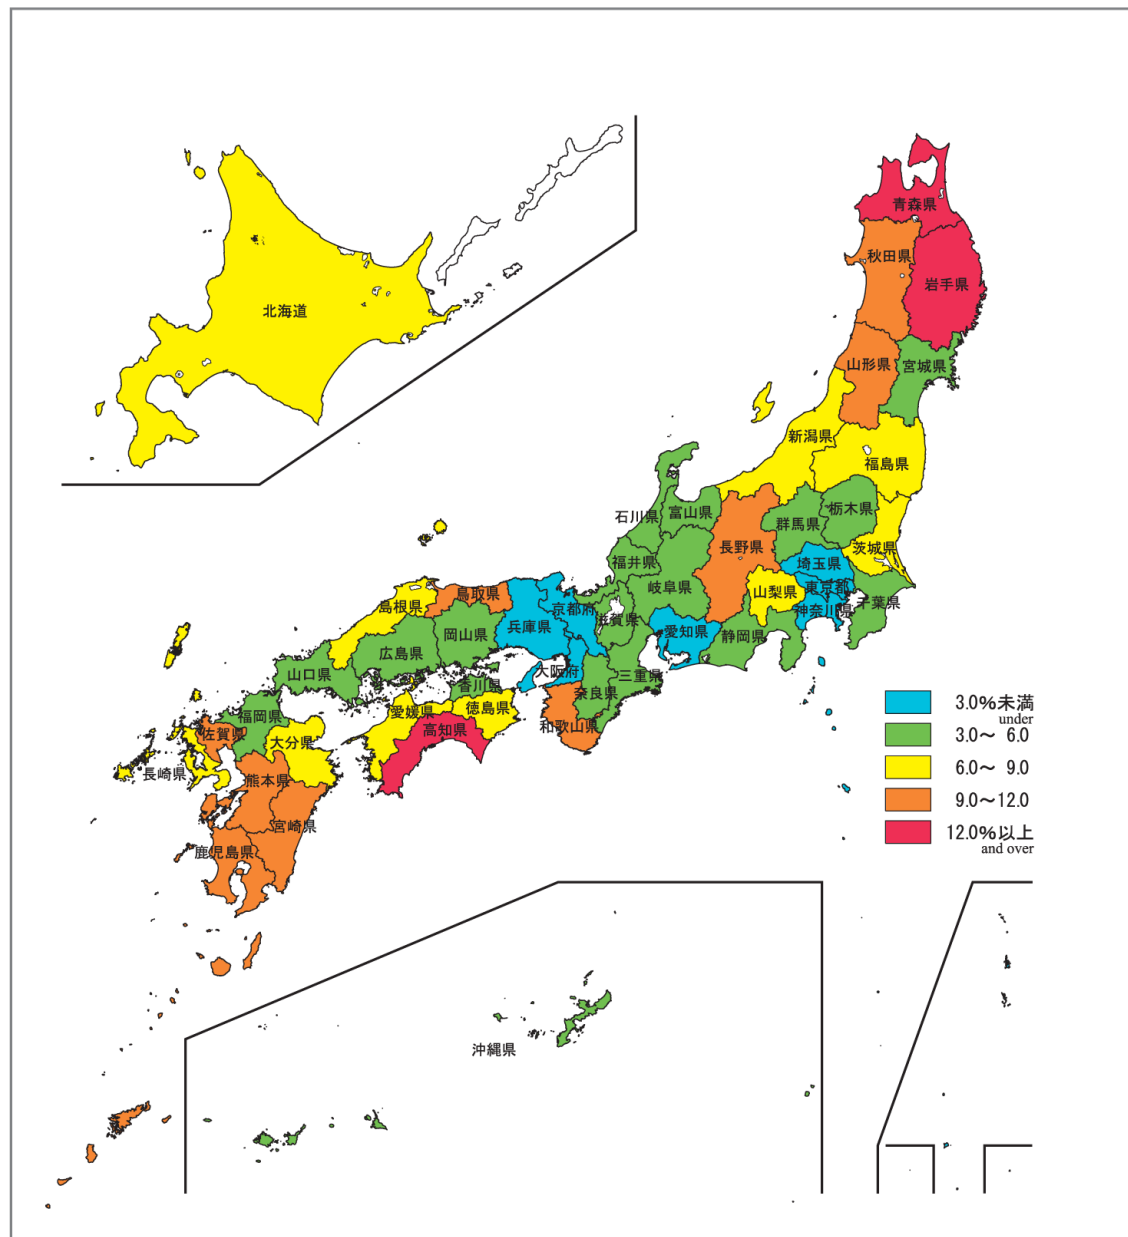 青森県
秋田県
岩手県
北海道
山形県
宮城県
新潟県
福島県
石川県
富山県
栃木県
群馬県
長野県
茨城県
福井県
埼玉県
岐阜県
山梨県
東京都
神奈川県
千葉県
鳥取県
島根県
京都府
兵庫県
滋賀県
愛知県
静岡県
岡山県
広島県
山口県
大阪府
三重県
香川県
奈良県
徳島県
愛媛県
高知県
和歌山県
福岡県
佐賀県
大分県
長崎県
熊本県
宮崎県
鹿児島県
沖縄県
3.0%未満
under
3.0～ 6.0
6.0～ 9.0
9.0～12.0
12.0%以上
and over